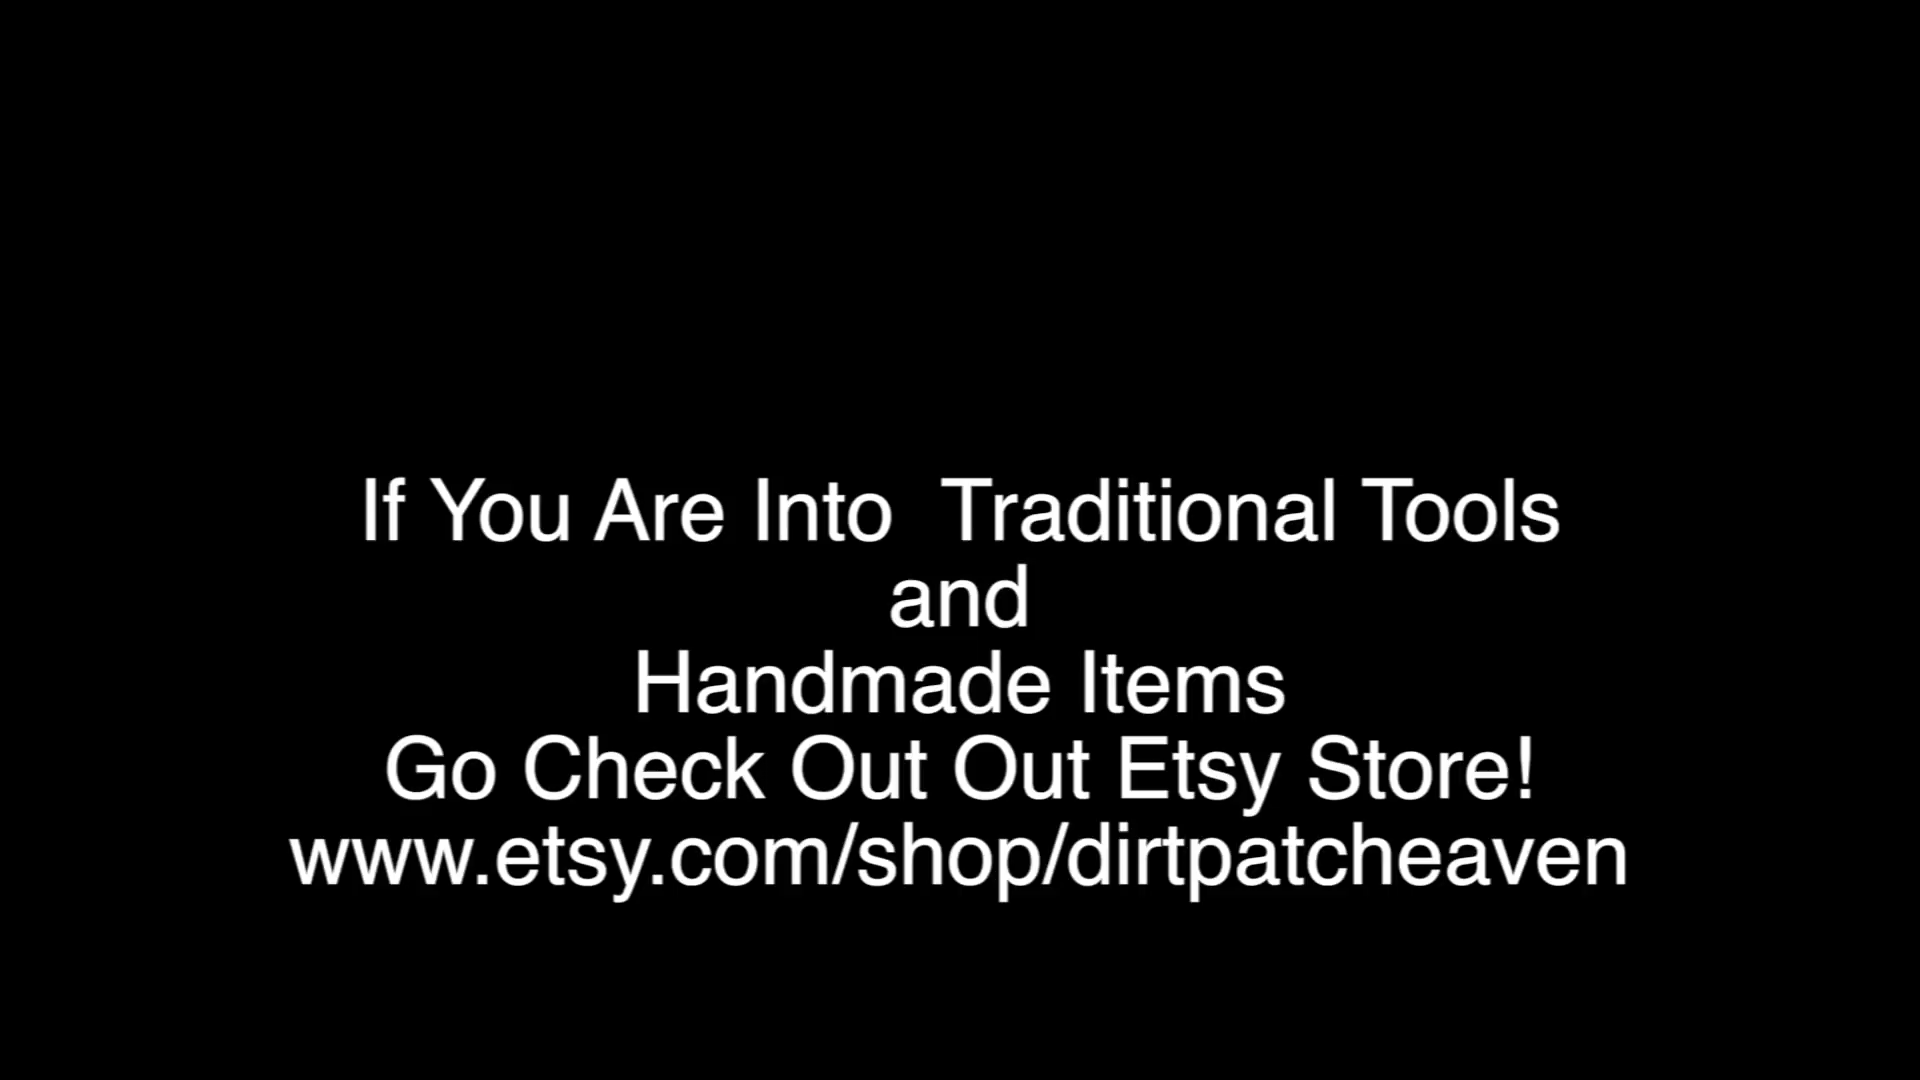 If You Are Into  Traditional Tools
and
Handmade Items
Go Check Out Out Etsy Store!
www.etsy.com/shop/dirtpatcheaven